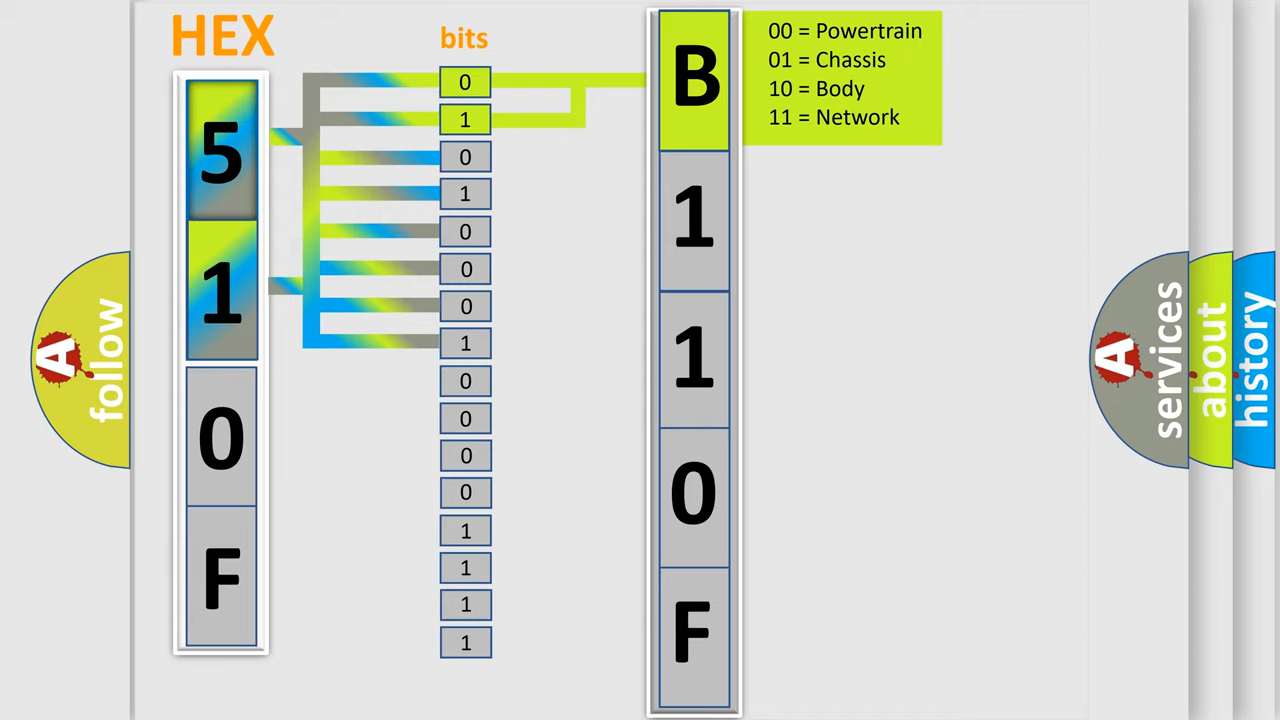 HEX
bits
5
1
0
F
0
1
0
1
0
0
0
1
0
0
0
0
1
1
1
1
B
1
1
0
F
00 = Powertrain
01 = Chassis
10 = Body
11 = Network
A
follow
A
services
about
history